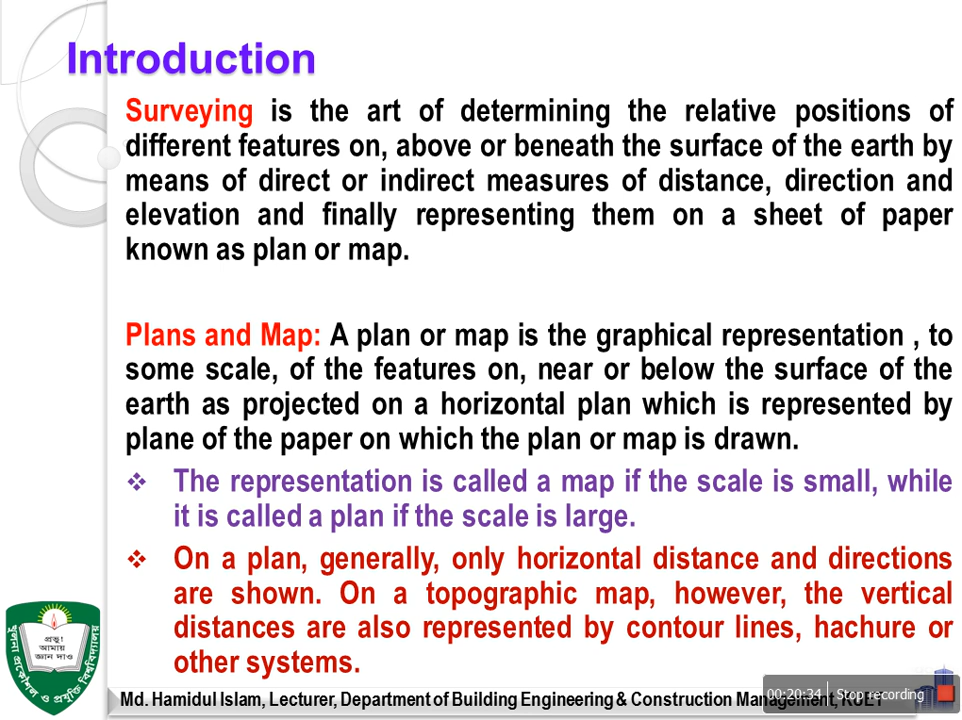 Introduction
Surveying is the art of determining the relative positions of
different features on, above or beneath the surface of the earth by
means of direct or indirect measures of distance, direction and
elevation and finally representing them on a sheet of paper
known as plan or map.
Plans and Map: A plan or map is the graphical representation , to
some scale, of the features on, near or below the surface of the
earth as projected on a horizontal plan which is represented by
plane of the paper on which the plan or map is drawn.
❖ The representation is called a map if the scale is small, while
it is called a plan if the scale is large.
❖ On a plan, generally, only horizontal distance and directions
are shown. On a topographic map, however, the vertical
distances are also represented by contour lines, hachure or
other systems.
প্রভু!
আমায়
জ্ঞান দাও
খুলনা প্রকৌশল ও প্রযুক্তি বিশ্ববিদ্যালয়
Md. Hamidul Islam, Lecturer, Department of Building Engineering & Construction Management, KUET
00:20:34 Stop recording